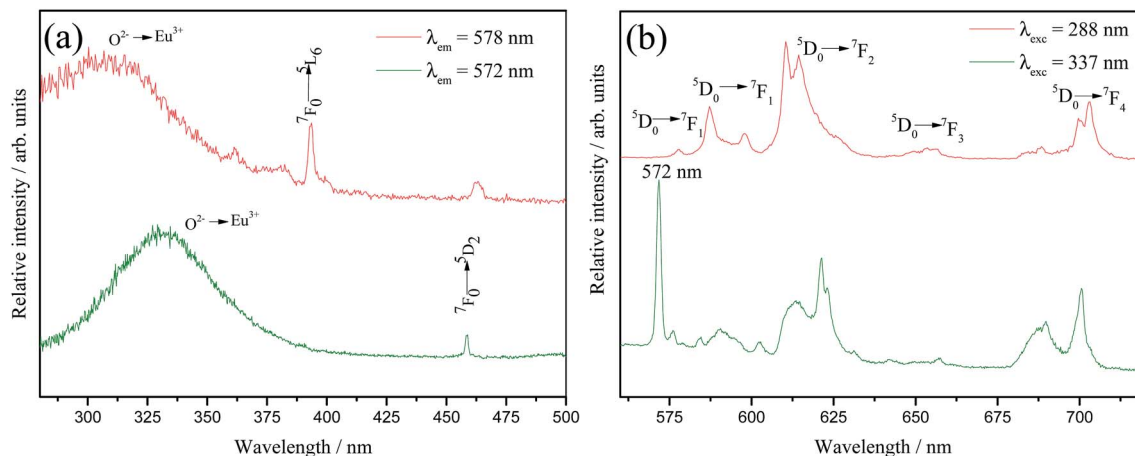 (a)
O²⁻ → Eu³⁺
λexc = 578 nm
λem = 572 nm
⁷F₀ → ⁵L₆
O²⁻ → Eu³⁺
⁷F₀ → ⁵D₂
Relative intensity / arb. units
300 325 350 375 400 425 450 475 500
Wavelength / nm
(b)
λexc = 288 nm
λexc = 337 nm
⁵D₀ → ⁷F₁
⁵D₀ → ⁷F₁
⁵D₀ → ⁷F₂
⁵D₀ → ⁷F₃
⁵D₀ → ⁷F₄
572 nm
Relative intensity / arb. units
575 600 625 650 675 700
Wavelength / nm